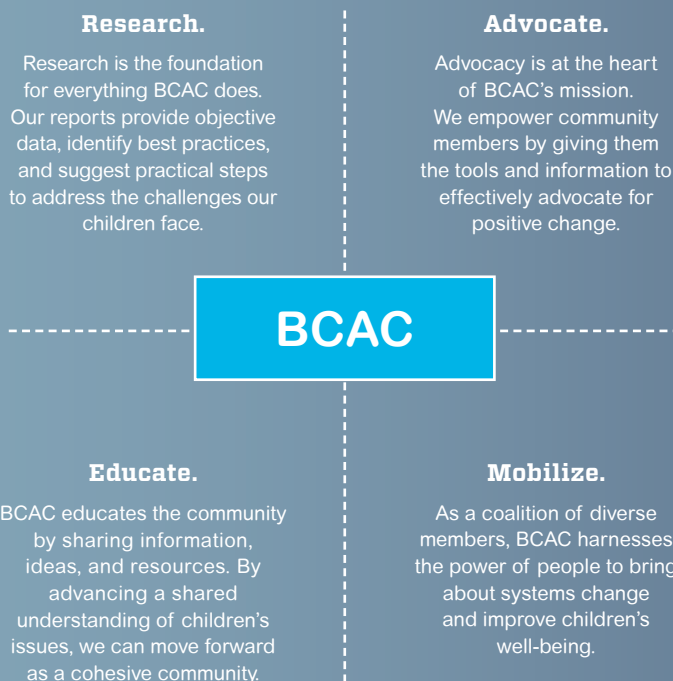 Research.
Research is the foundation
for everything BCAC does.
Our reports provide objective
data, identify best practices,
and suggest practical steps
to address the challenges our
children face.
Advocate.
Advocacy is at the heart
of BCAC’s mission.
We empower community
members by giving them
the tools and information to
effectively advocate for
positive change.
BCAC
Educate.
BCAC educates the community
by sharing information,
ideas, and resources. By
advancing a shared
understanding of children’s
issues, we can move forward
as a cohesive community.
Mobilize.
As a coalition of diverse
members, BCAC harnesses
the power of people to bring
about systems change
and improve children’s
well-being.